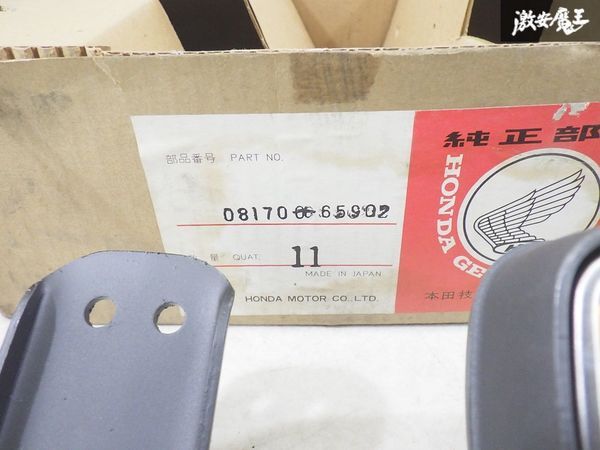 激安魔王
純正部
部品番号 PART NO.
HONDA GE
08170 65902
量 QUAT. 11
MADE IN JAPAN
HONDA MOTOR CO.,LTD.
本田技